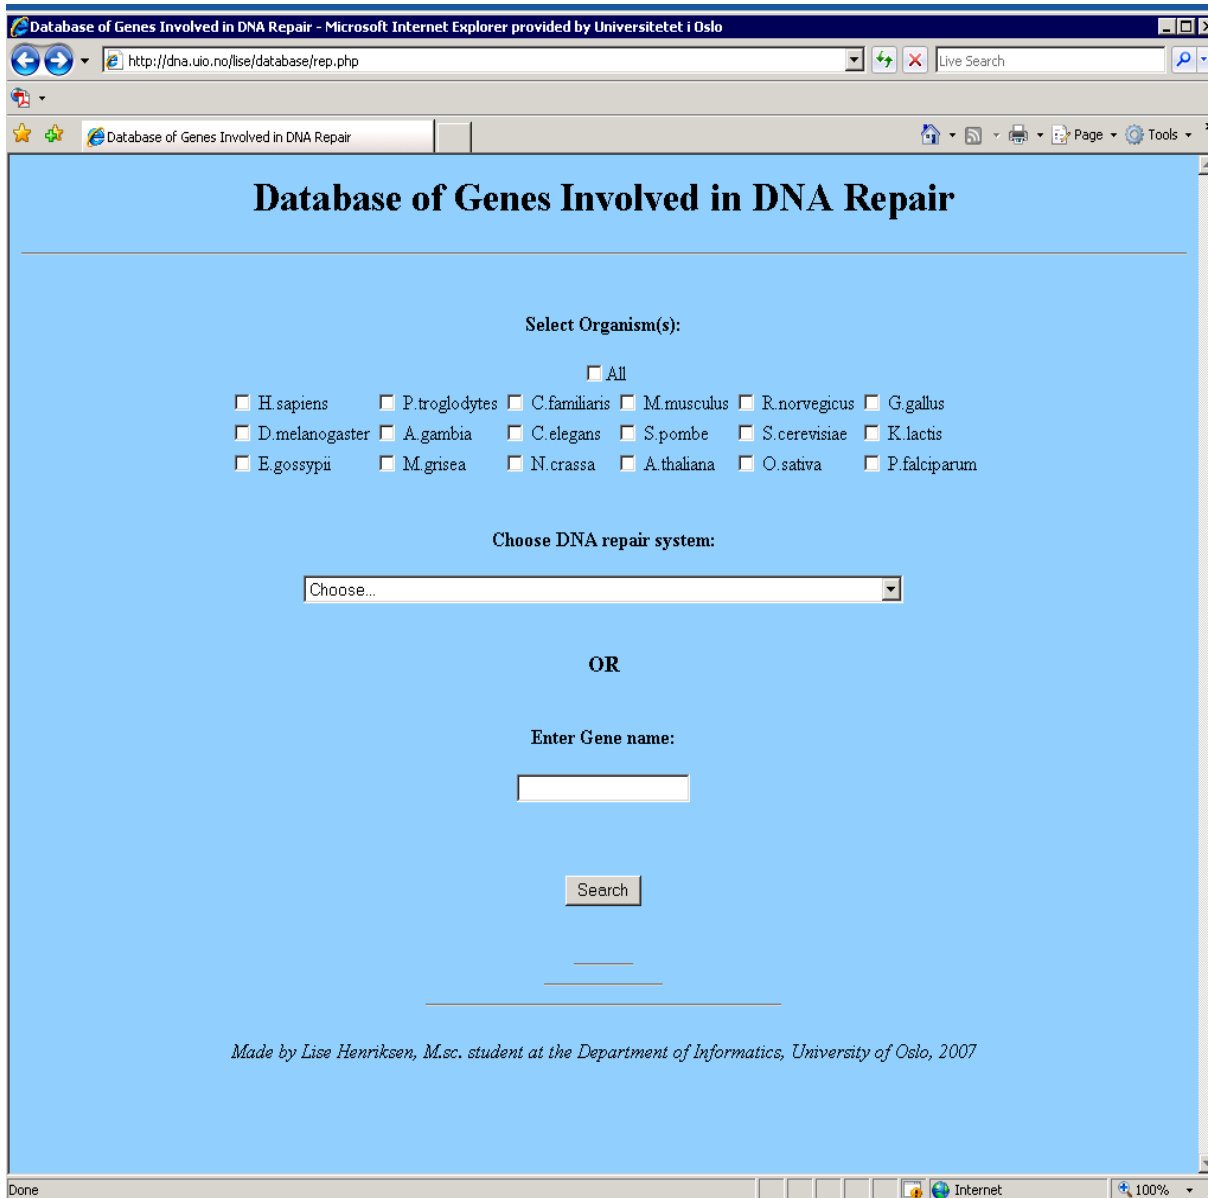 Database of Genes Involved in DNA Repair - Microsoft Internet Explorer provided by Universitetet i Oslo
http://dna.uio.no/lise/database/rep.php Live Search
Database of Genes Involved in DNA Repair Page Tools
Database of Genes Involved in DNA Repair
Select Organism(s):
All
H.sapiens P.troglodytes C.familiaris M.musculus R.norvegicus G.gallus
D.melanogaster A.gambia C.elegans S.pombe S.cerevisiae K.lactis
E.gossypii M.grisea N.crassa A.thaliana O.sativa P.falciparum
Choose DNA repair system:
Choose...
OR
Enter Gene name:
Search
Made by Lise Henriksen, M.sc. student at the Department of Informatics, University of Oslo, 2007
Done Internet 100%